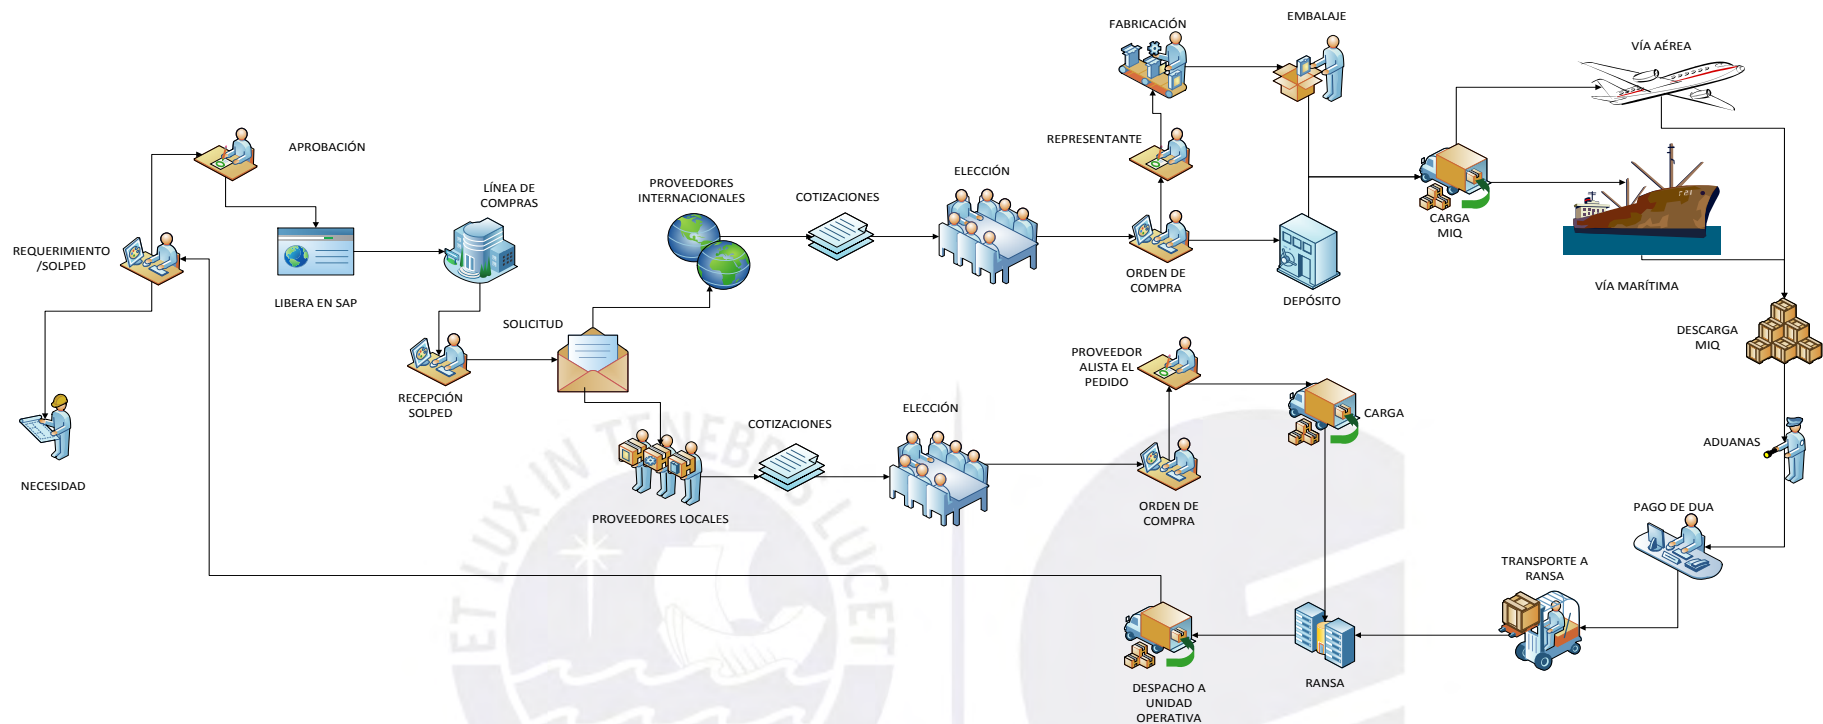 FABRICACIÓN
EMBALAJE
VÍA AÉREA
APROBACIÓN
REPRESENTANTE
LÍNEA DE
COMPRAS
PROVEEDORES
INTERNACIONALES
COTIZACIONES
ELECCIÓN
CARGA
MIQ
REQUERIMIENTO
/SOLPED
LIBERA EN SAP
ORDEN DE
COMPRA
DEPÓSITO
VÍA MARÍTIMA
SOLICITUD
DESCARGA
MIQ
PROVEEDOR
ALISTA EL
PEDIDO
RECEPCIÓN
SOLPED
ELECCIÓN
CARGA
COTIZACIONES
ADUANAS
NECESIDAD
PROVEEDORES LOCALES
ORDEN DE
COMPRA
PAGO DE DUA
TRANSPORTE A
RANSA
RANSA
DESPACHO A
UNIDAD
OPERATIVA
ET LUX IN TENEBRIS LUCET